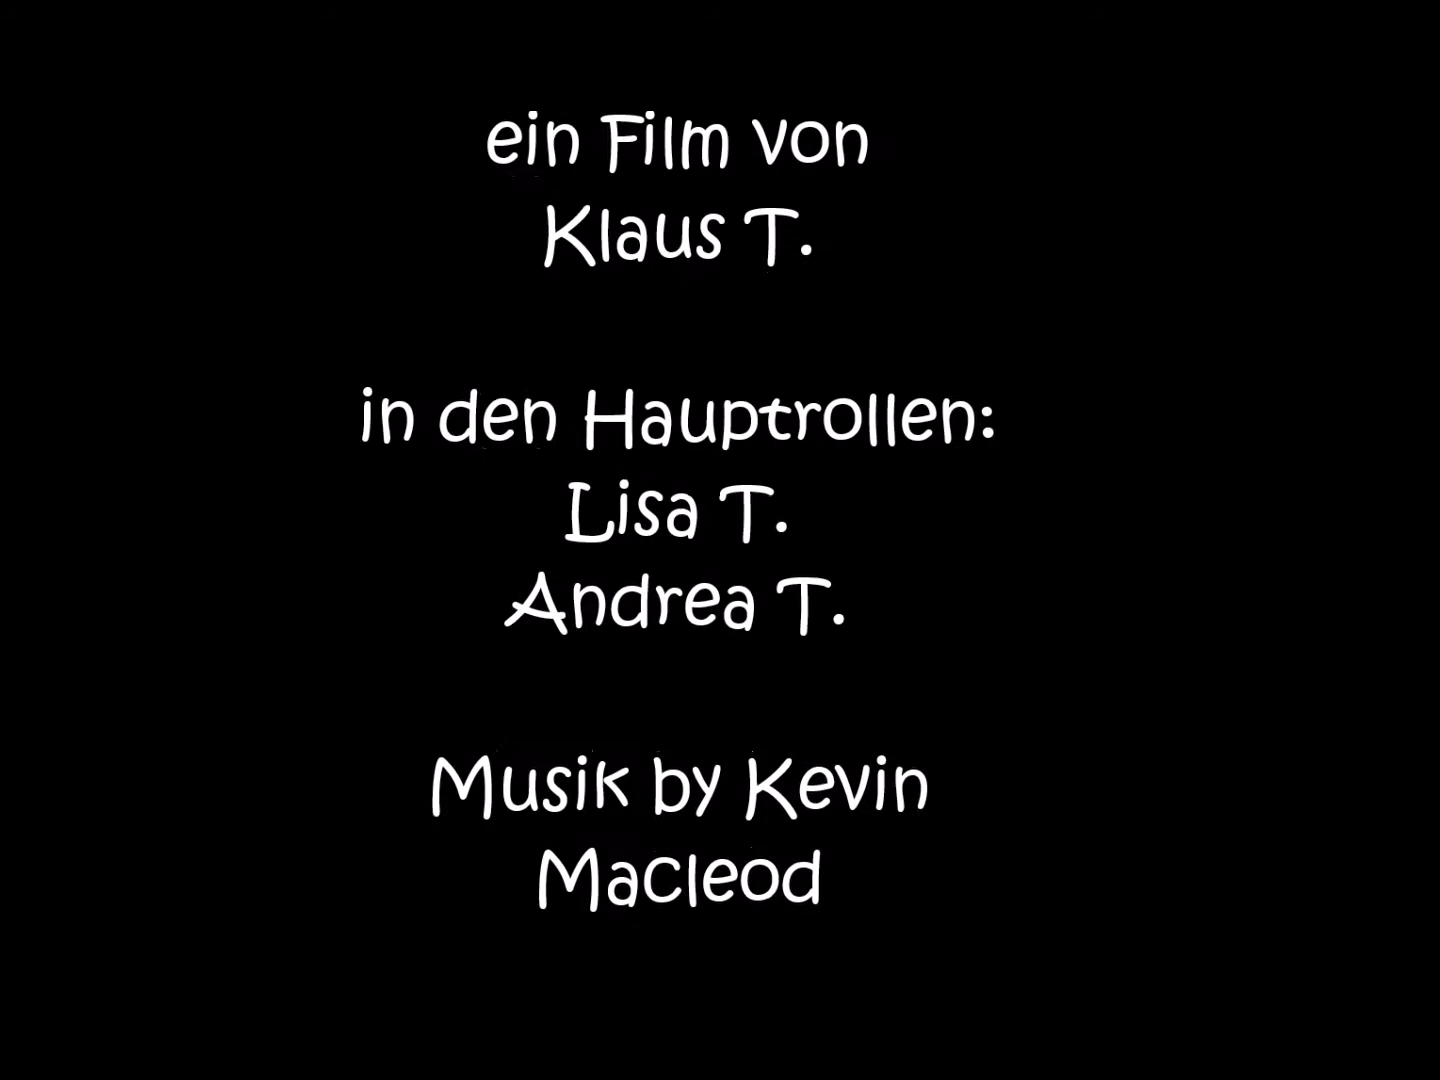 ein Film von
Klaus T.
in den Hauptrollen:
Lisa T.
Andrea T.
Musik by Kevin
Macleod